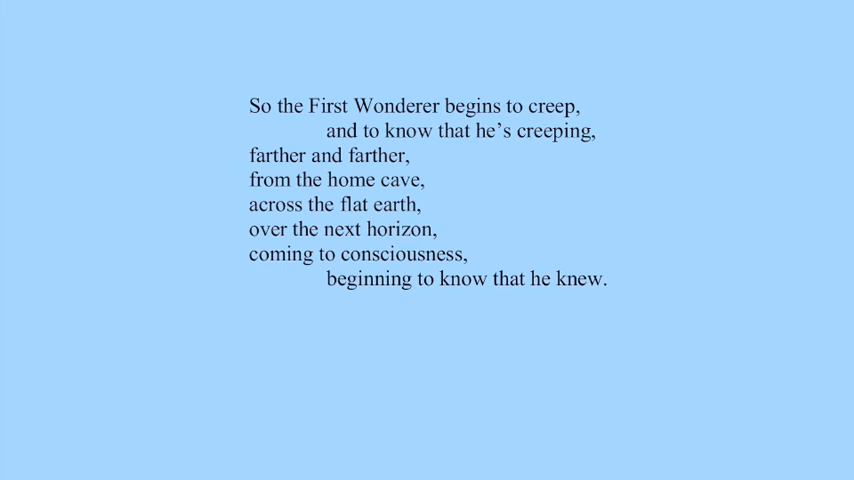 So the First Wonderer begins to creep,
and to know that he’s creeping,
farther and farther,
from the home cave,
across the flat earth,
over the next horizon,
coming to consciousness,
beginning to know that he knew.